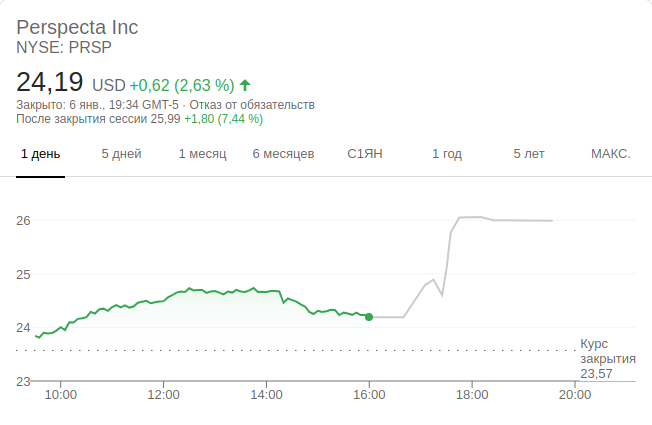 Perspecta Inc
NYSE: PRSP
24,19 USD +0,62 (2,63 %)
Закрыто: 6 янв., 19:34 GMT-5 · Отказ от обязательств
После закрытия сессии 25,99 +1,80 (7,44 %)
1 день 5 дней 1 месяц 6 месяцев С1ЯН 1 год 5 лет МАКС.
26
25
24
23
Курс
закрытия
23,57
10:00 12:00 14:00 16:00 18:00 20:00